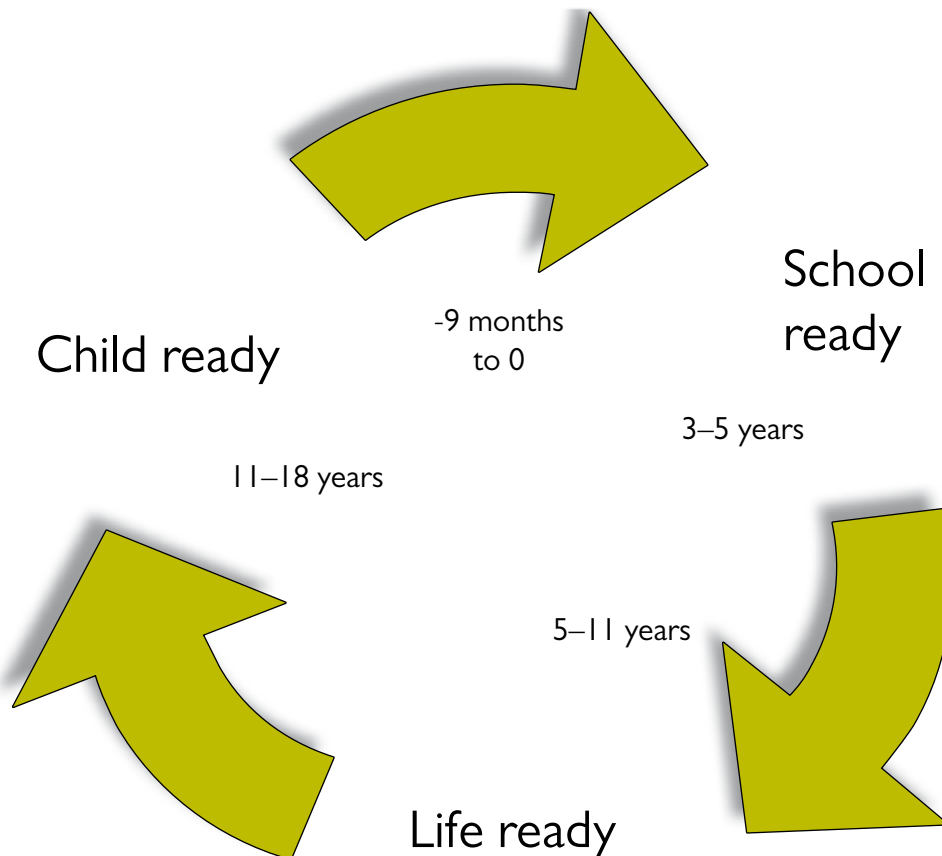 School
ready
-9 months
to 0
Child ready
3–5 years
11–18 years
5–11 years
Life ready